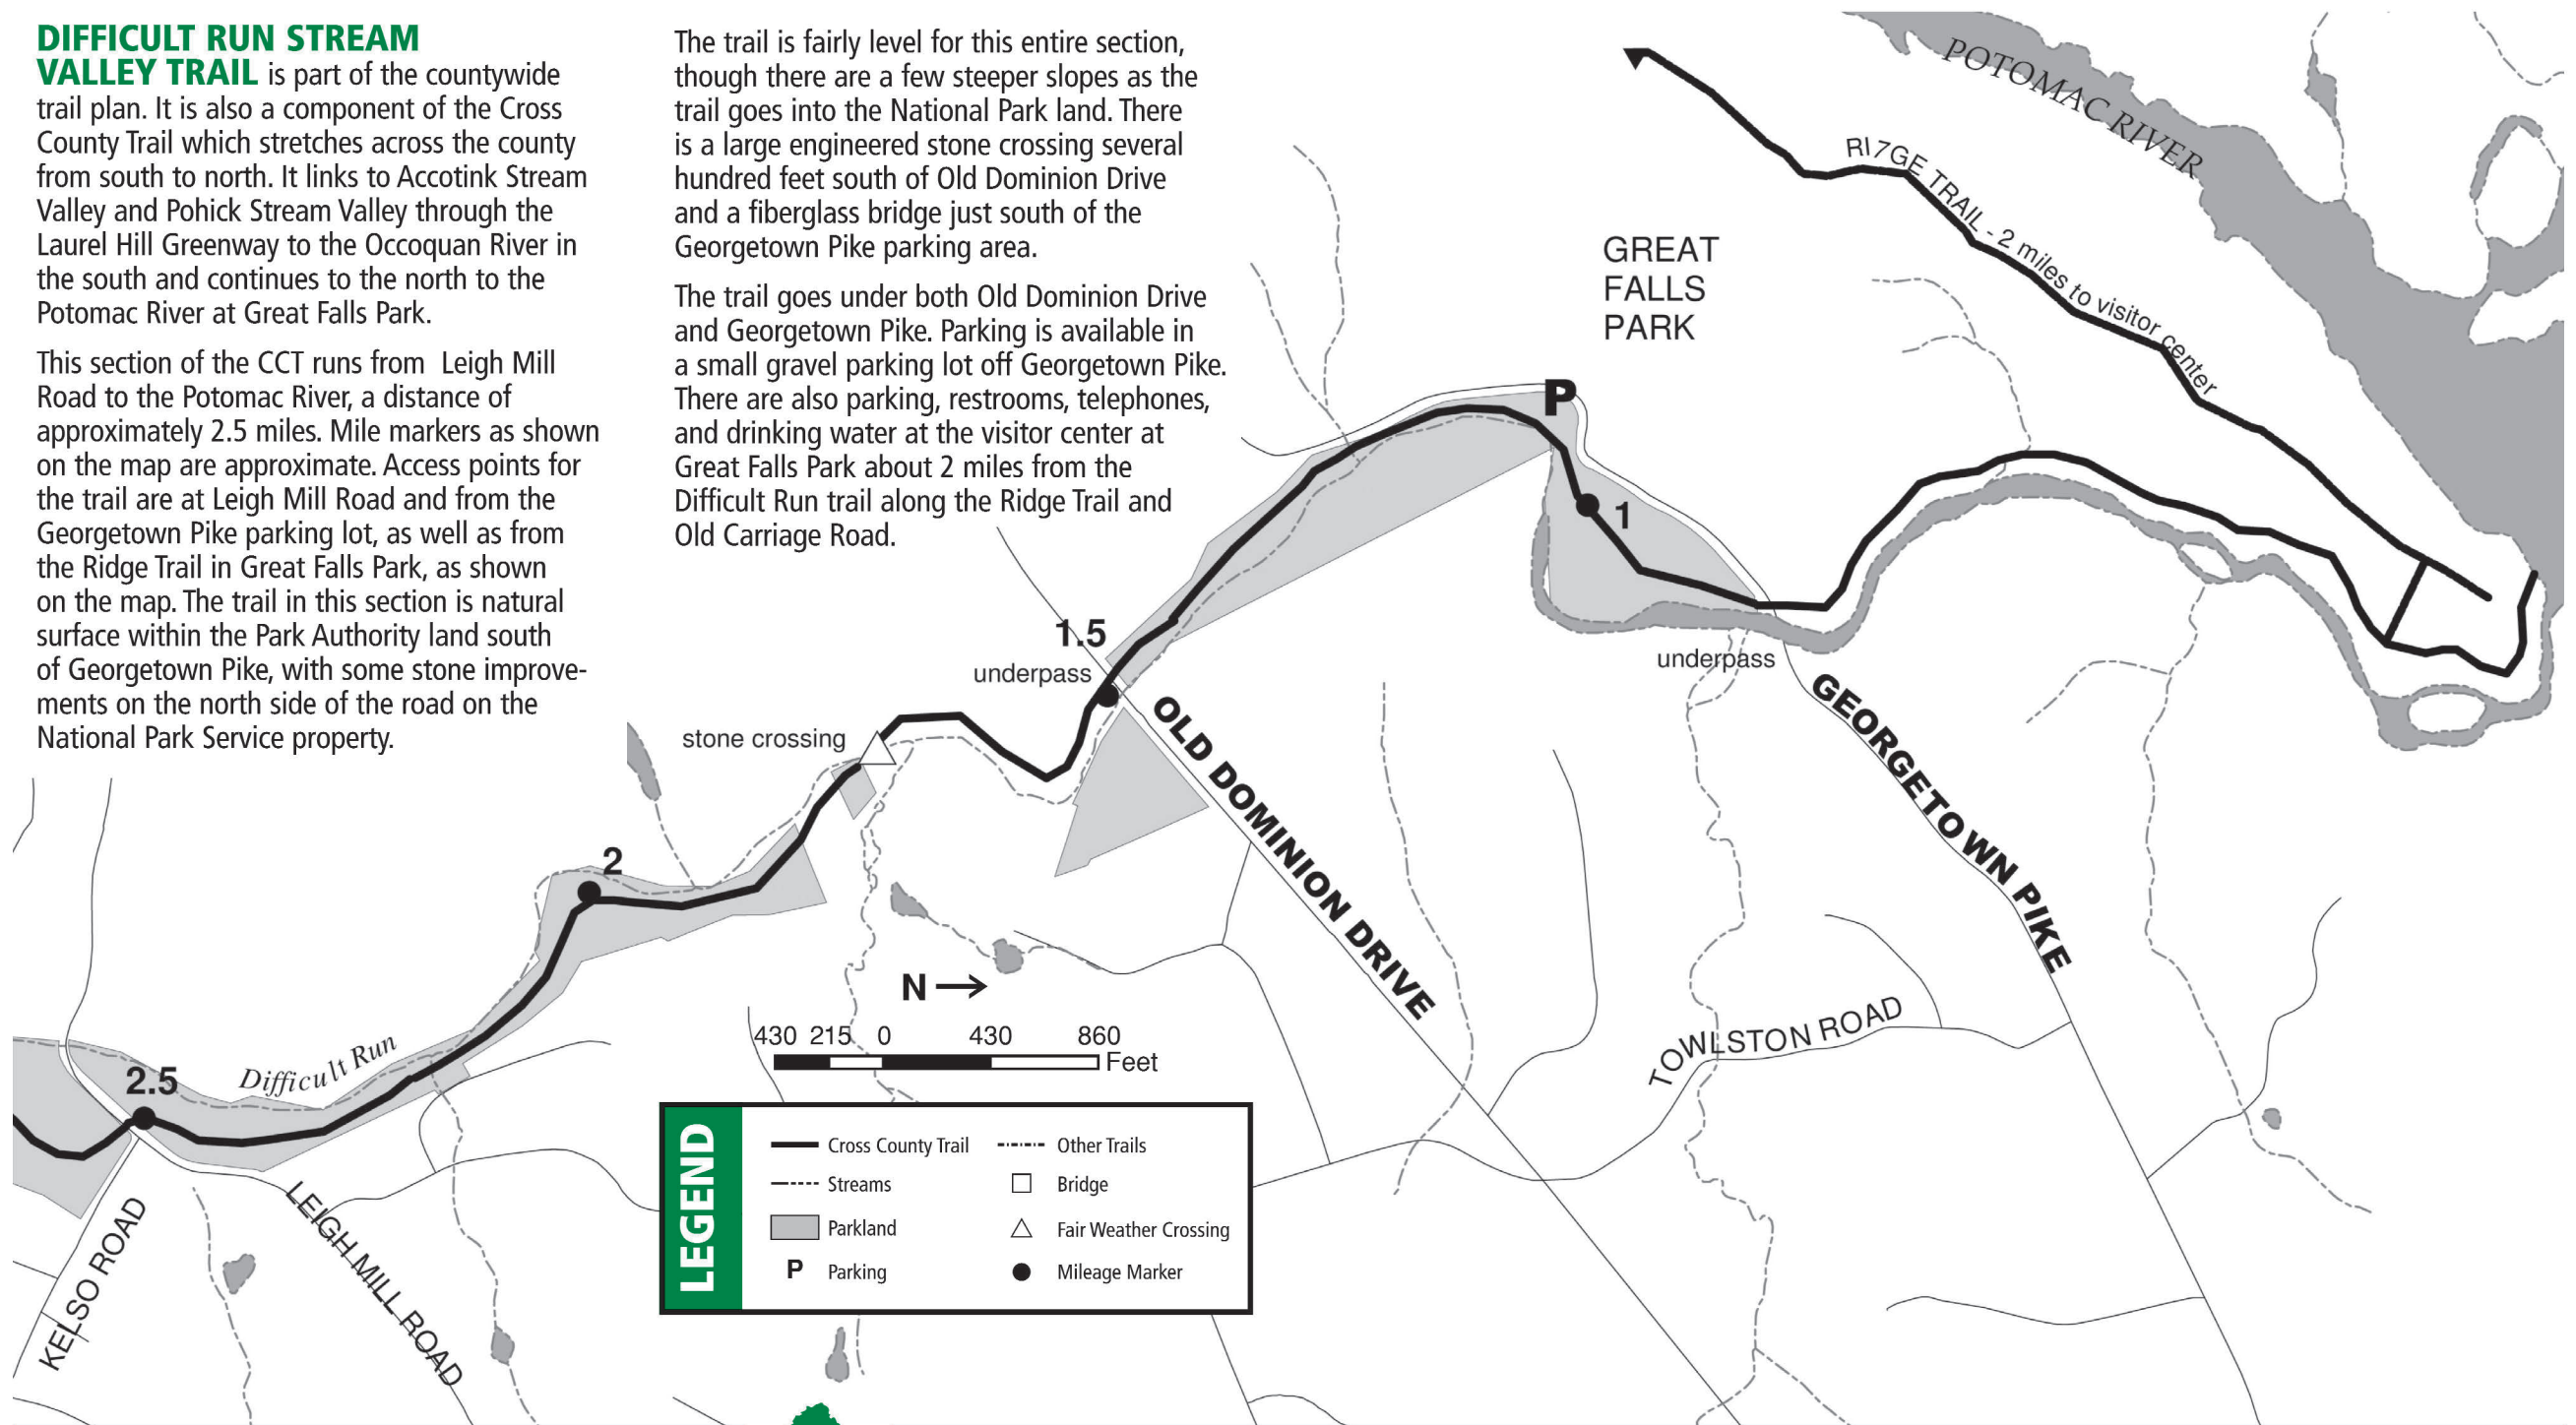 DIFFICULT RUN STREAM
VALLEY TRAIL is part of the countywide
trail plan. It is also a component of the Cross
County Trail which stretches across the county
from south to north. It links to Accotink Stream
Valley and Pohick Stream Valley through the
Laurel Hill Greenway to the Occoquan River in
the south and continues to the north to the
Potomac River at Great Falls Park.
This section of the CCT runs from Leigh Mill
Road to the Potomac River, a distance of
approximately 2.5 miles. Mile markers as shown
on the map are approximate. Access points for
the trail are at Leigh Mill Road and from the
Georgetown Pike parking lot, as well as from
the Ridge Trail in Great Falls Park, as shown
on the map. The trail in this section is natural
surface within the Park Authority land south
of Georgetown Pike, with some stone improve-
ments on the north side of the road on the
National Park Service property.
The trail is fairly level for this entire section,
though there are a few steeper slopes as the
trail goes into the National Park land. There
is a large engineered stone crossing several
hundred feet south of Old Dominion Drive
and a fiberglass bridge just south of the
Georgetown Pike parking area.
The trail goes under both Old Dominion Drive
and Georgetown Pike. Parking is available in
a small gravel parking lot off Georgetown Pike.
There are also parking, restrooms, telephones,
and drinking water at the visitor center at
Great Falls Park about 2 miles from the
Difficult Run trail along the Ridge Trail and
Old Carriage Road.
POTOMAC RIVER
RI7GE TRAIL - 2 miles to visitor center
GREAT
FALLS
PARK
P
1
1.5
underpass
underpass
stone crossing
OLD DOMINION DRIVE
GEORGETOWN PIKE
2
N
430 215 0 430 860
Feet
TOWLSTON ROAD
Difficult Run
2.5
KELSO ROAD
LEIGH MILL ROAD
LEGEND
Cross County Trail
Other Trails
Streams
Bridge
Parkland
Fair Weather Crossing
P Parking
Mileage Marker